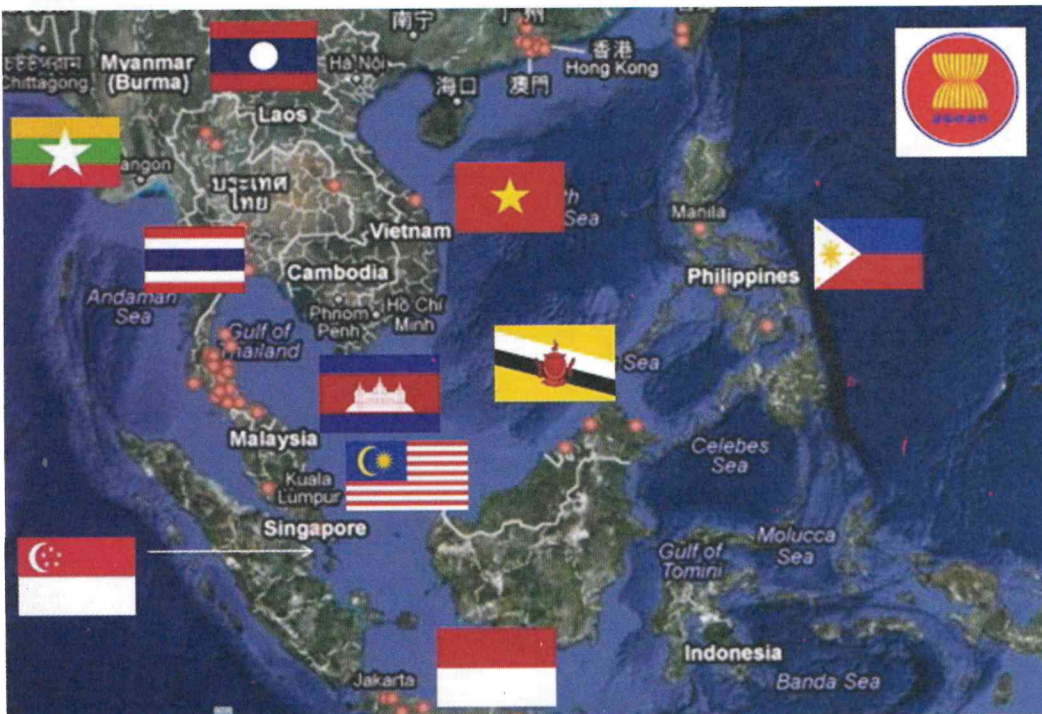 南宁
香港
Hong Kong
澳門
চট্টগ্রাম
Chittagong
Myanmar
(Burma)
Hà Nội
海口
Laos
asean
angon
ประเทศ
ไทย
Vietnam
Sea
Manila
Philippines
Cambodia
Andaman
Sea
Phnom
Penh
Hồ Chí
Minh
Gulf of
Thailand
Sea
Malaysia
Kuala
Lumpur
Celebes
Sea
Singapore
Molucca
Sea
Gulf of
Tomini
Indonesia
Jakarta
Banda Sea